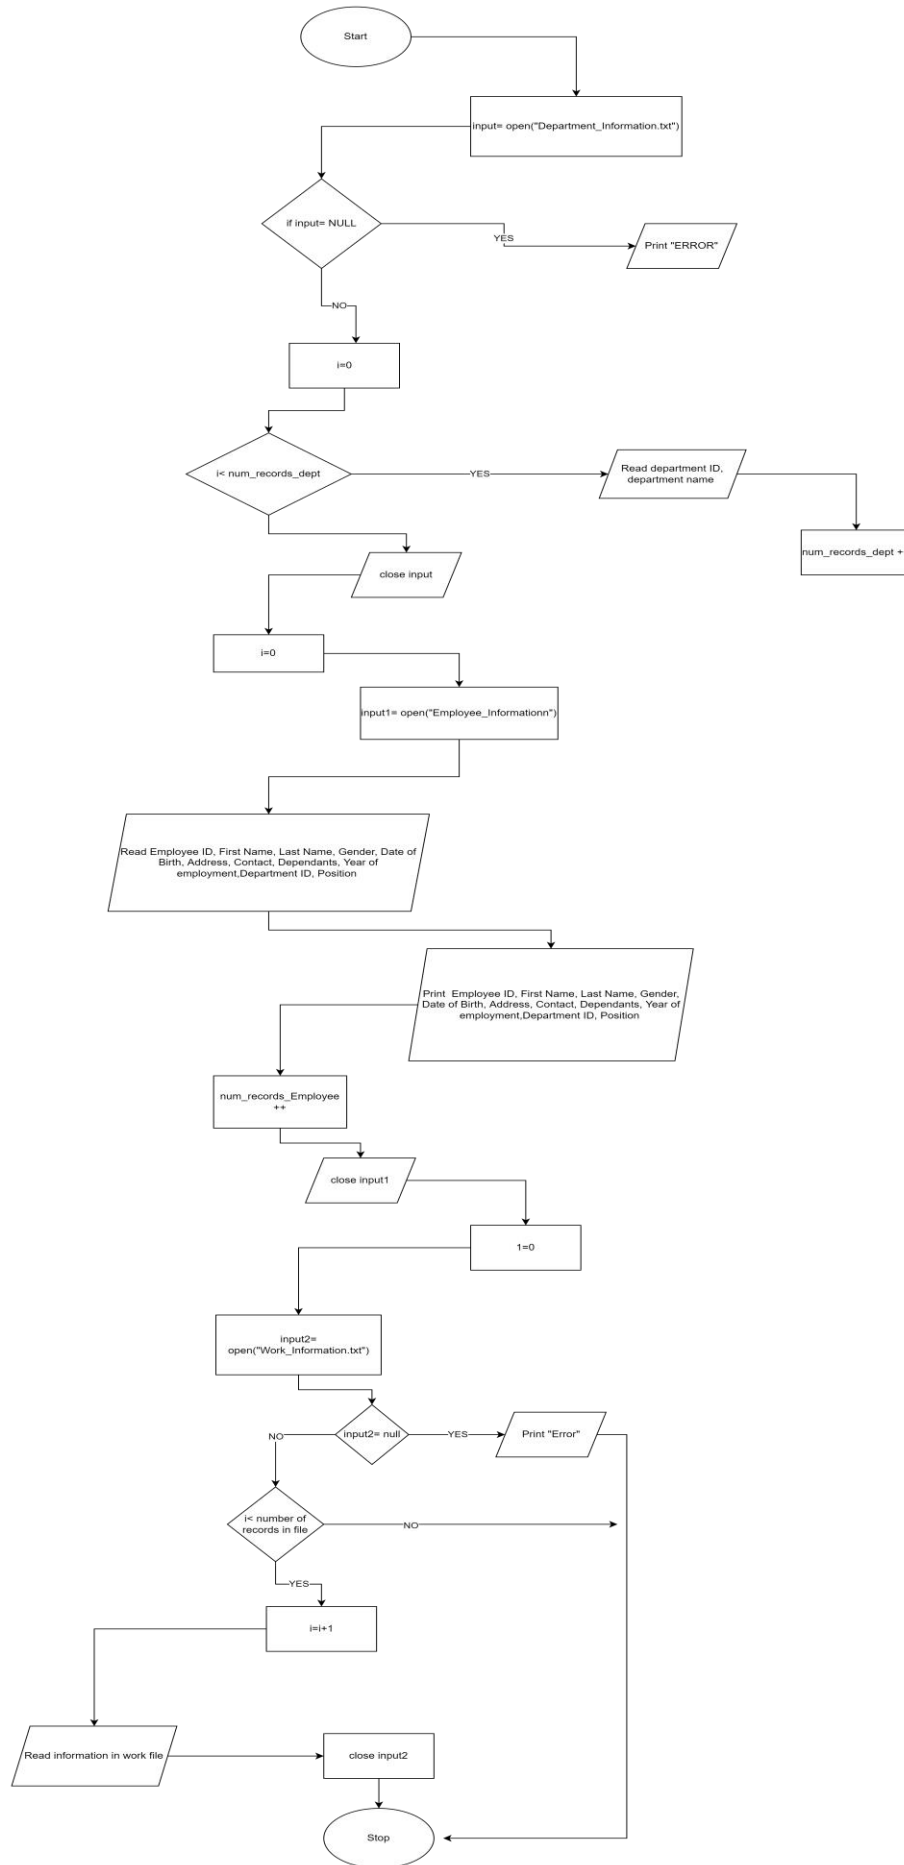 Start
input= open("Department_Information.txt")
if input= NULL
YES
Print "ERROR"
NO
i=0
i< num_records_dept
YES
Read department ID,
department name
num_records_dept +
close input
i=0
input1= open("Employee_Informationn")
Read Employee ID, First Name, Last Name, Gender, Date of
Birth, Address, Contact, Dependants, Year of
employment,Department ID, Position
Print Employee ID, First Name, Last Name, Gender,
Date of Birth, Address, Contact, Dependants, Year of
employment,Department ID, Position
num_records_Employee
++
close input1
1=0
input2=
open("Work_Information.txt")
input2= null
NO
YES
Print "Error"
i< number of
records in file
NO
YES
i=i+1
Read information in work file
close input2
Stop